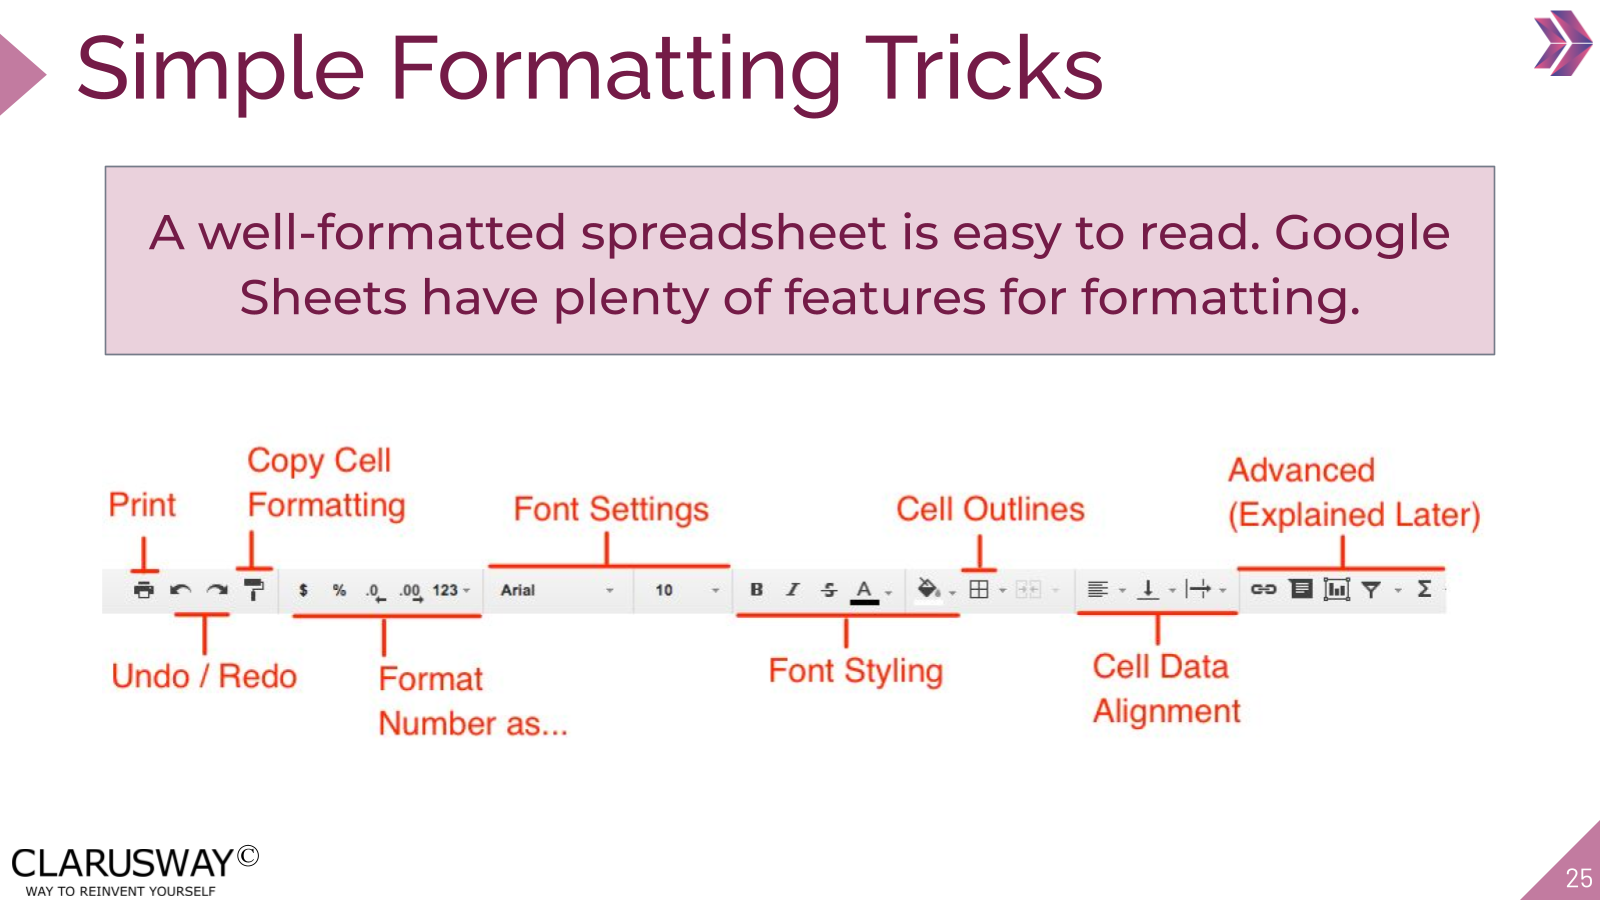 Simple Formatting Tricks
A well-formatted spreadsheet is easy to read. Google
Sheets have plenty of features for formatting.
Print
Copy Cell
Formatting
Font Settings
Cell Outlines
Advanced
(Explained Later)
$ % .0 .00 123 Arial 10 B I S A Σ
Undo / Redo
Format
Number as...
Font Styling
Cell Data
Alignment
CLARUSWAY©
WAY TO REINVENT YOURSELF
25